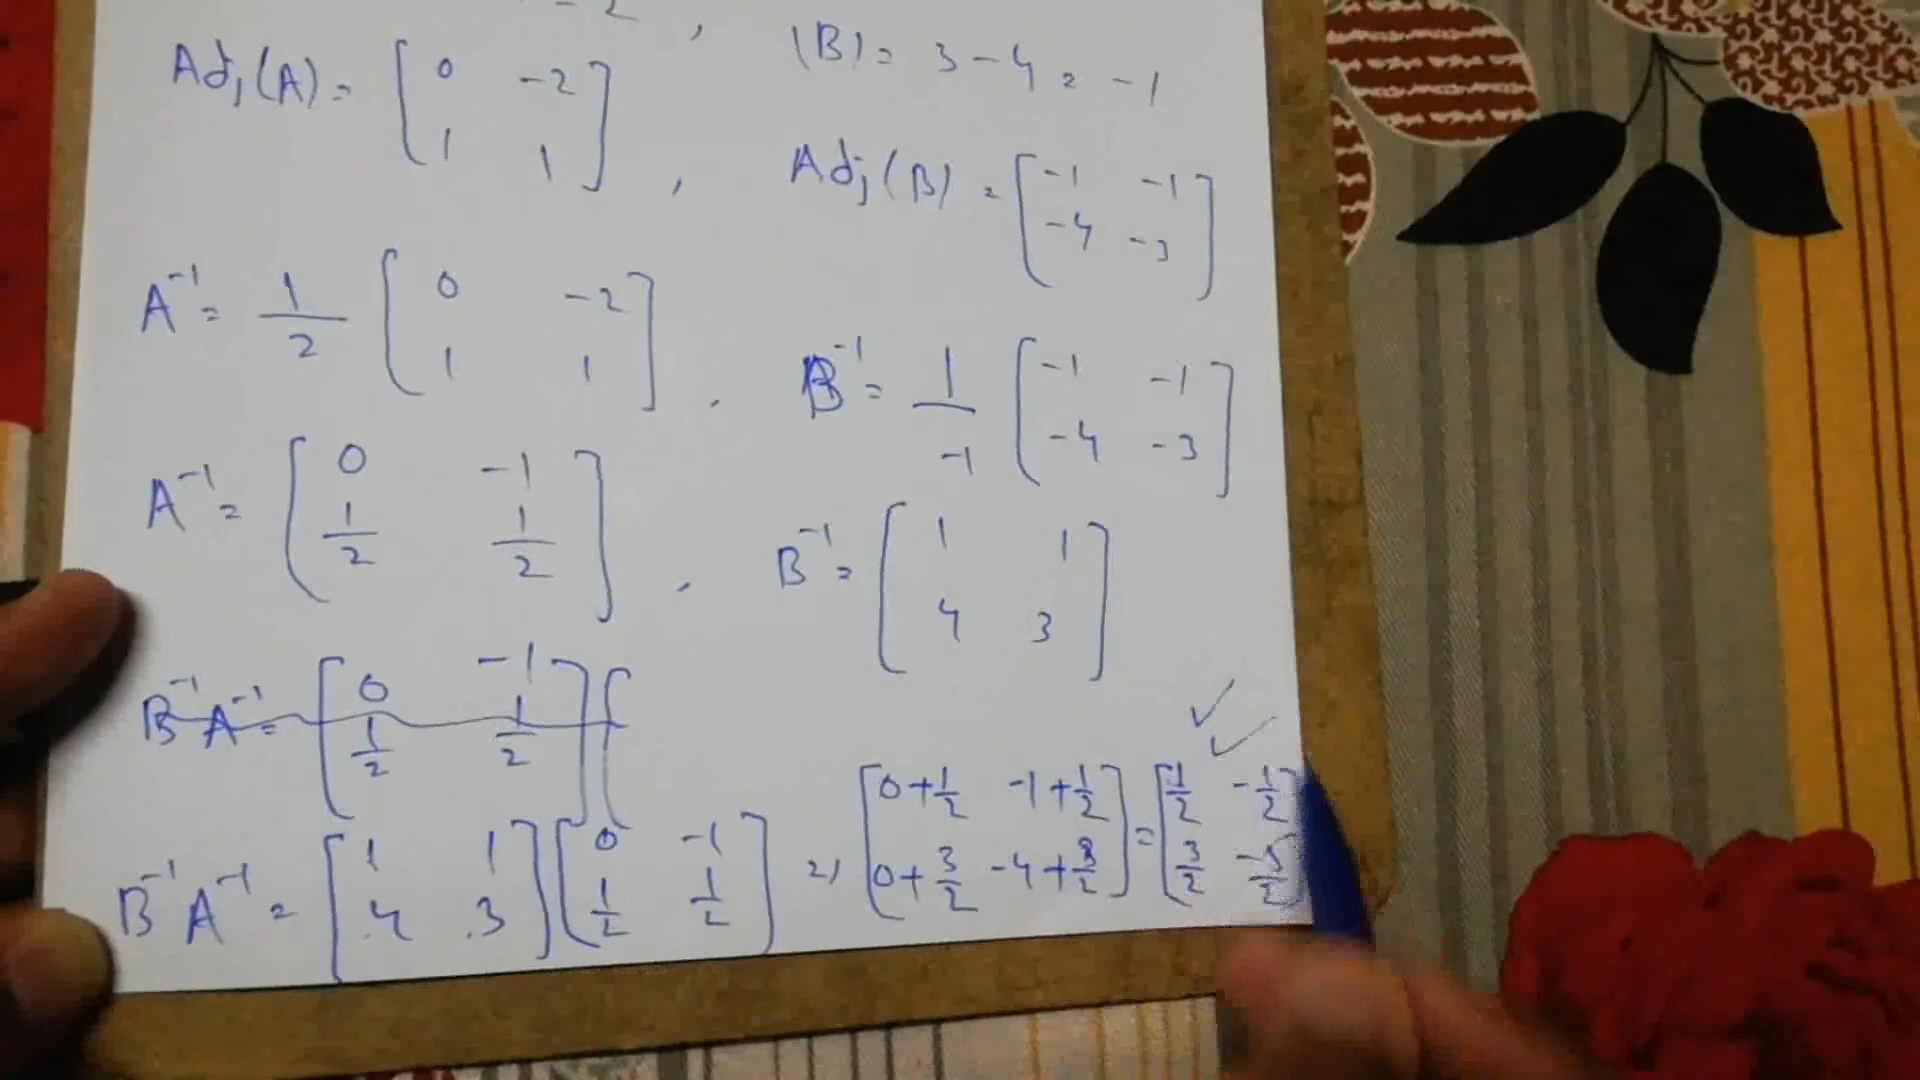 - 2 , |B| = 3 - 4 = -1
Adj(A) = [ 0 -2
1 1 ] , Adj(B) = [ -1 -1
-4 -3 ]
A⁻¹ = 1/2 [ 0 -2
1 1 ] , B⁻¹ = 1/-1 [ -1 -1
-4 -3 ]
A⁻¹ = [ 0 -1
1/2 1/2 ] , B⁻¹ = [ 1 1
4 3 ]
B⁻¹ A⁻¹ = [ 0 -1
1/2 1/2 ] [
B⁻¹ A⁻¹ = [ 1 1
4 3 ] [ 0 -1
1/2 1/2 ] => [ 0+1/2 -1+1/2
0+3/2 -4+3/2 ] = [ 1/2 -1/2
3/2 -5/2 ]